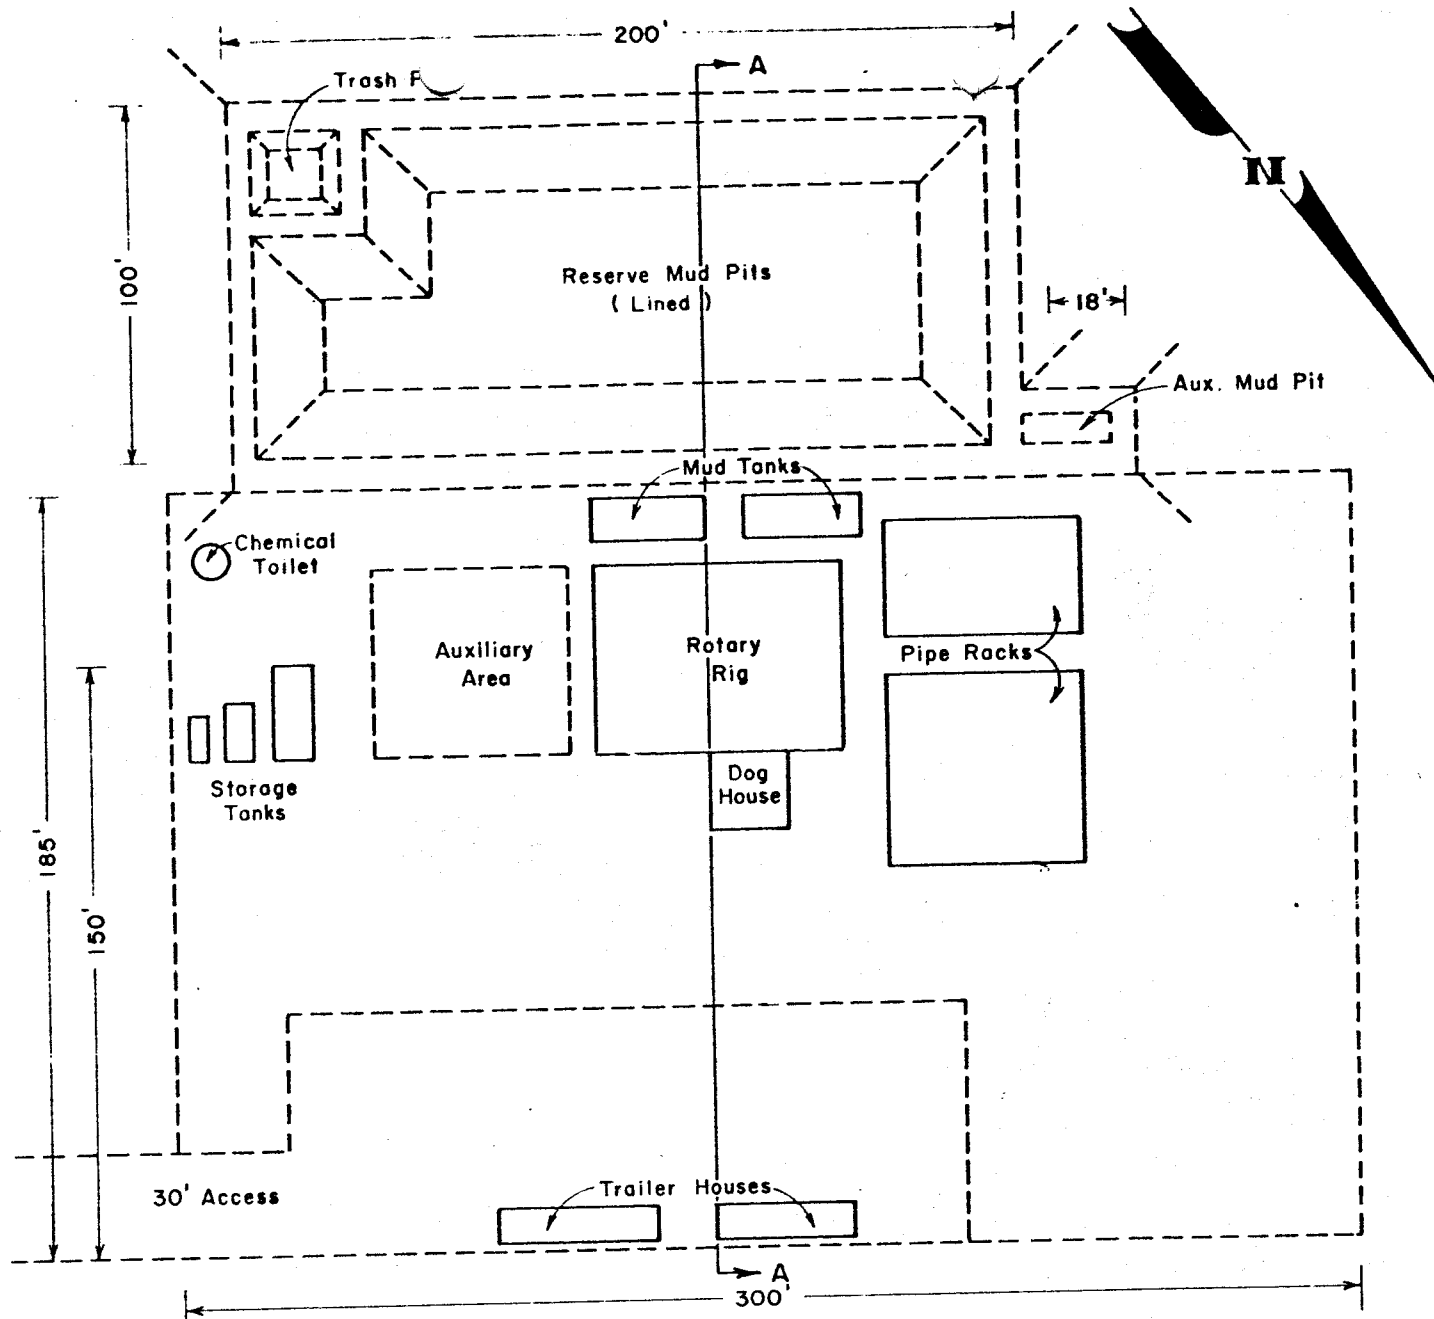 200'
A
Trash
N
100'
Reserve Mud Pits
( Lined )
18'
Aux. Mud Pit
Mud Tanks
Chemical
Toilet
Auxiliary
Area
Rotary
Rig
Pipe Racks
Dog
House
Storage
Tanks
185'
150'
30' Access
Trailer Houses
A
300'